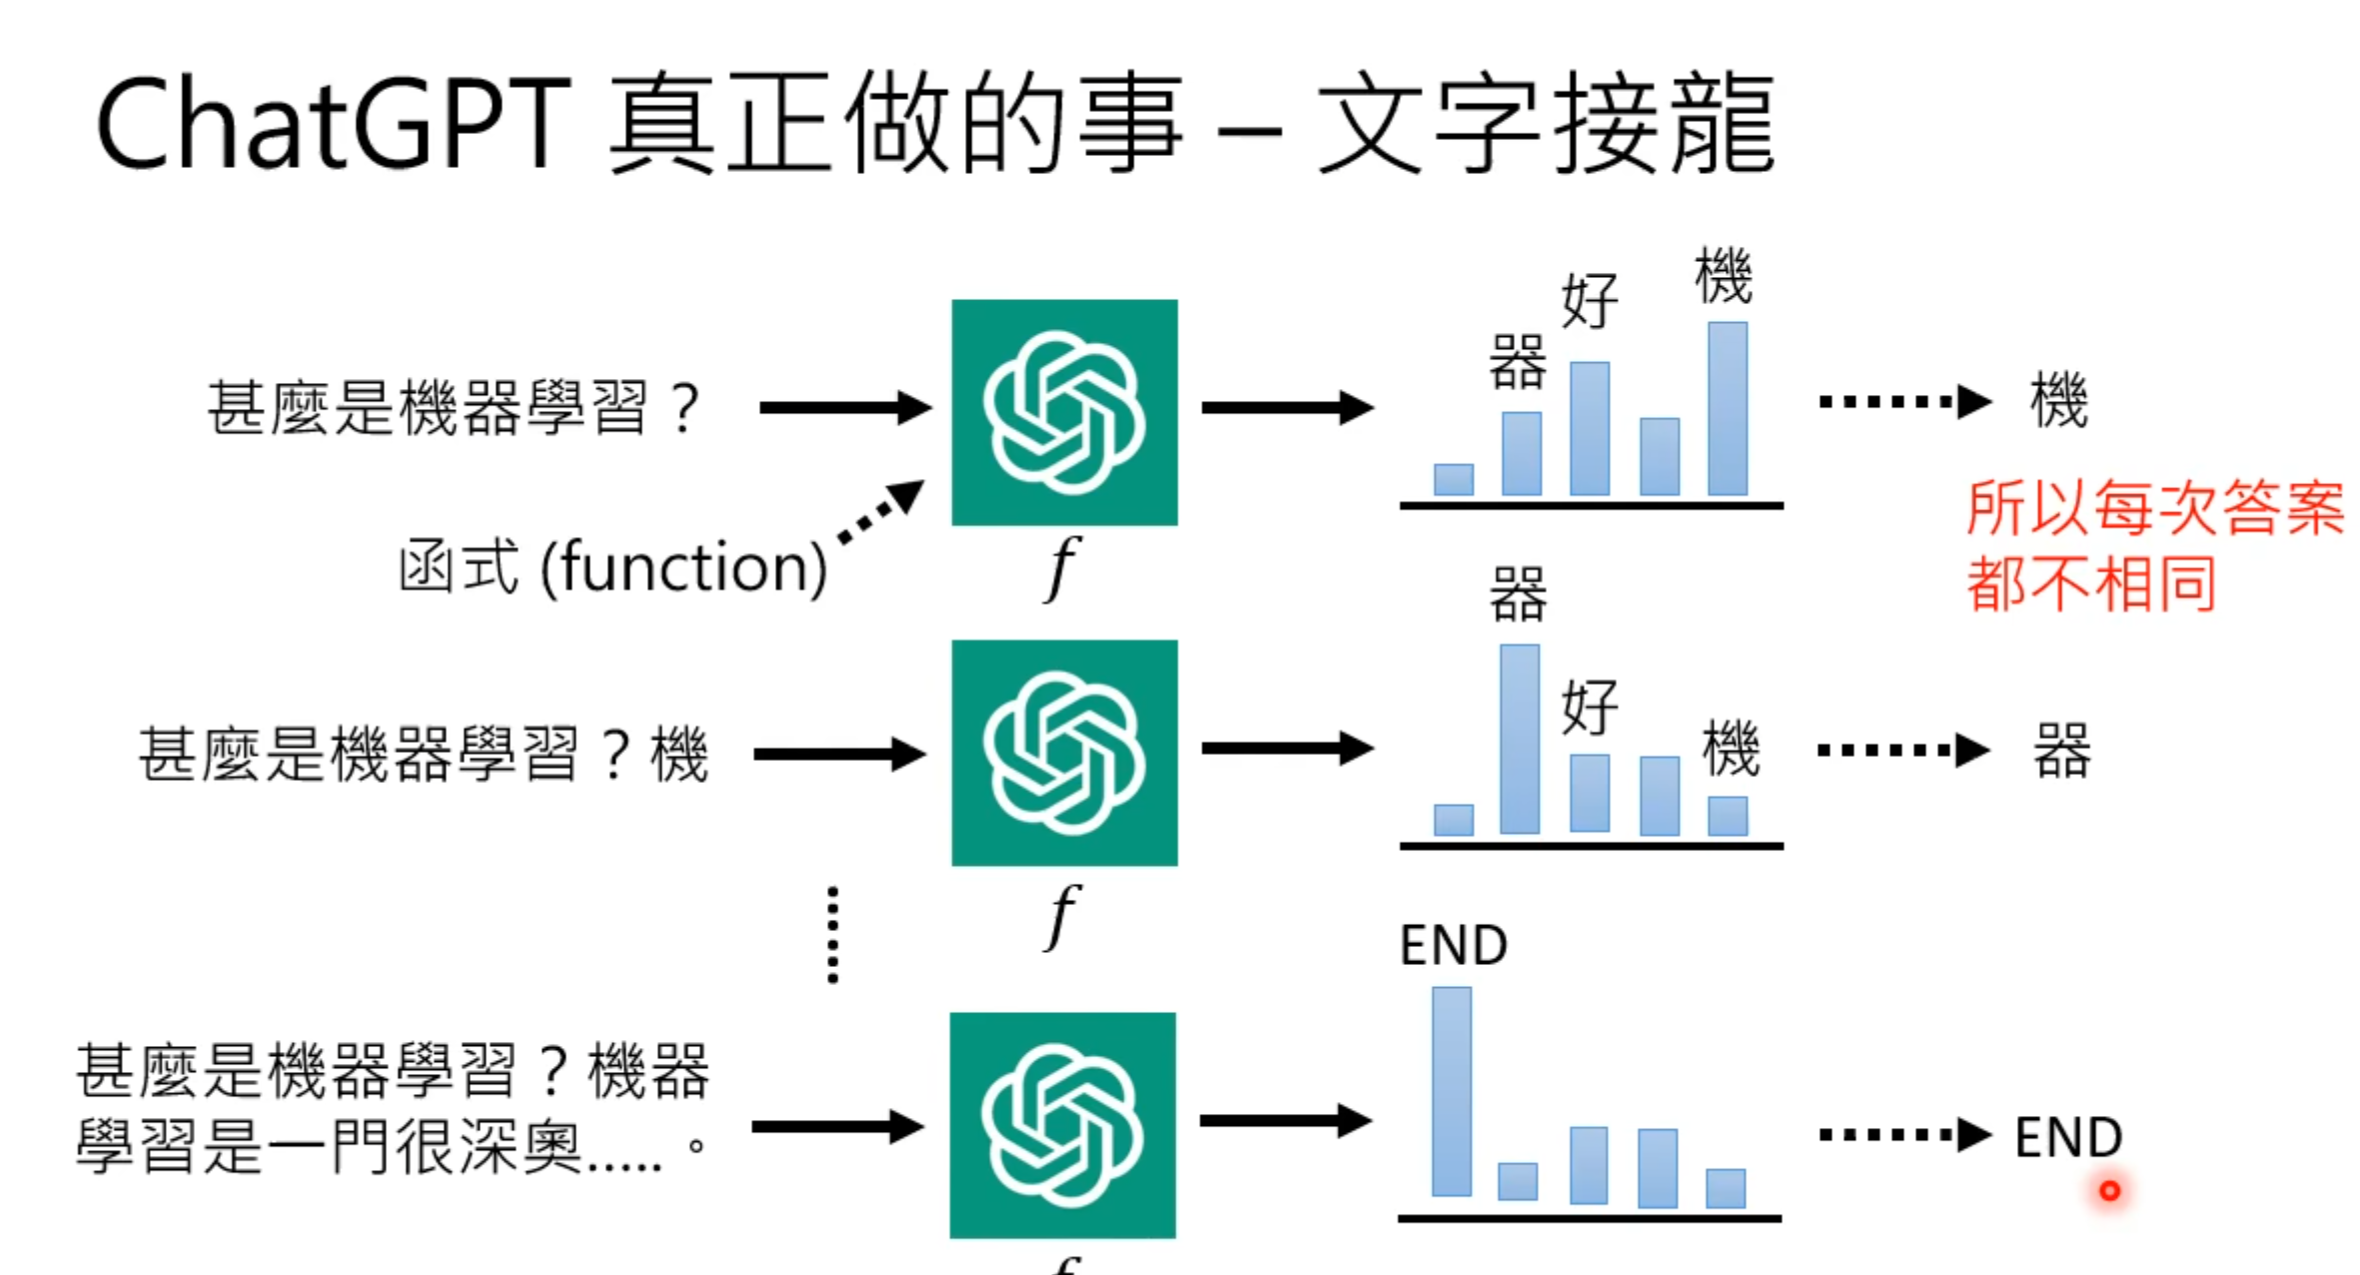 ChatGPT 真正做的事 – 文字接龍
甚麼是機器學習？
器
好
機
機
函式 (function)
f
所以每次答案
都不相同
甚麼是機器學習？機
器
好
機
器
f
甚麼是機器學習？機器
學習是一門很深奧..... 。
END
END
f